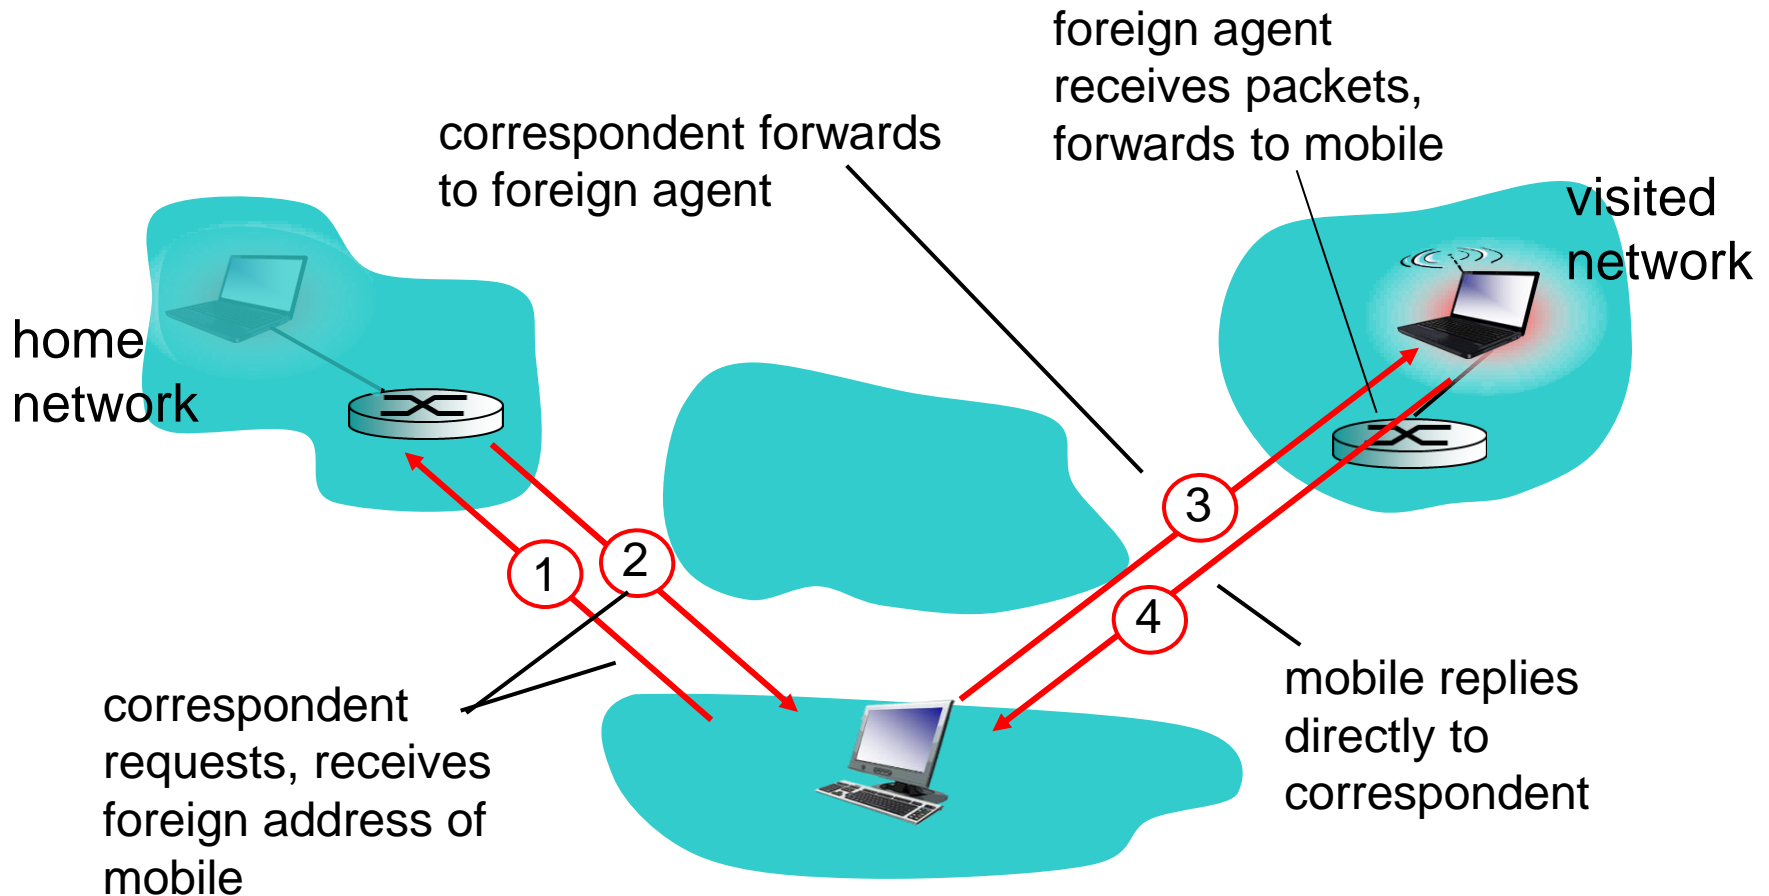 foreign agent
receives packets,
forwards to mobile
correspondent forwards
to foreign agent
visited
network
home
network
3
2
1
4
correspondent
requests, receives
foreign address of
mobile
mobile replies
directly to
correspondent